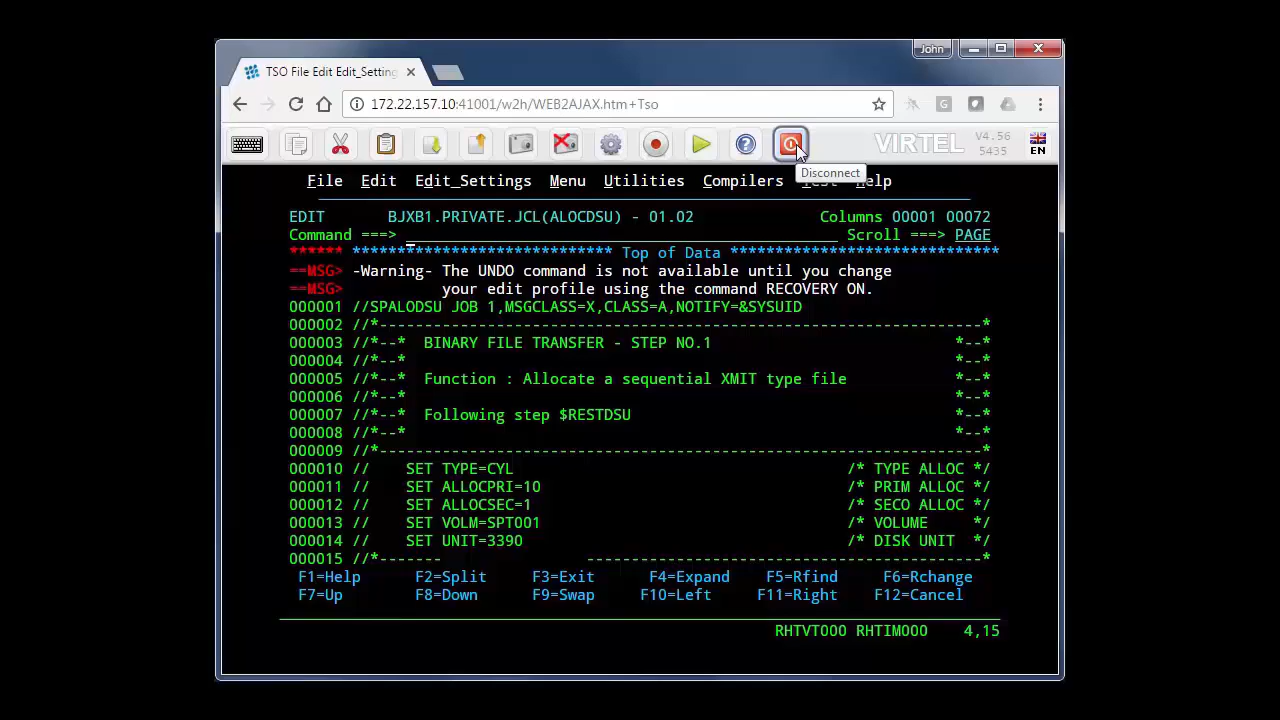 John
TSO File Edit Edit_Setting
172.22.157.10:41001/w2h/WEB2AJAX.htm+Tso
VIRTEL V4.56
5435
EN
Disconnect
File Edit Edit_Settings Menu Utilities Compilers Test Help
EDIT BJXB1.PRIVATE.JCL(ALOCDSU) - 01.02 Columns 00001 00072
Command ===> Scroll ===> PAGE
****** ***************************** Top of Data ******************************
==MSG> -Warning- The UNDO command is not available until you change
==MSG> your edit profile using the command RECOVERY ON.
000001 //SPALODSU JOB 1,MSGCLASS=X,CLASS=A,NOTIFY=&SYSUID
000002 //*-------------------------------------------------------------------*
000003 //*--* BINARY FILE TRANSFER - STEP NO.1 *--*
000004 //*--* *--*
000005 //*--* Function : Allocate a sequential XMIT type file *--*
000006 //*--* *--*
000007 //*--* Following step $RESTDSU *--*
000008 //*--* *--*
000009 //*-------------------------------------------------------------------*
000010 // SET TYPE=CYL /* TYPE ALLOC */
000011 // SET ALLOCPRI=10 /* PRIM ALLOC */
000012 // SET ALLOCSEC=1 /* SECO ALLOC */
000013 // SET VOLM=SPT001 /* VOLUME */
000014 // SET UNIT=3390 /* DISK UNIT */
000015 //*------- --------------------------------------------*
F1=Help F2=Split F3=Exit F4=Expand F5=Rfind F6=Rchange
F7=Up F8=Down F9=Swap F10=Left F11=Right F12=Cancel
RHTVT000 RHTIM000 4,15